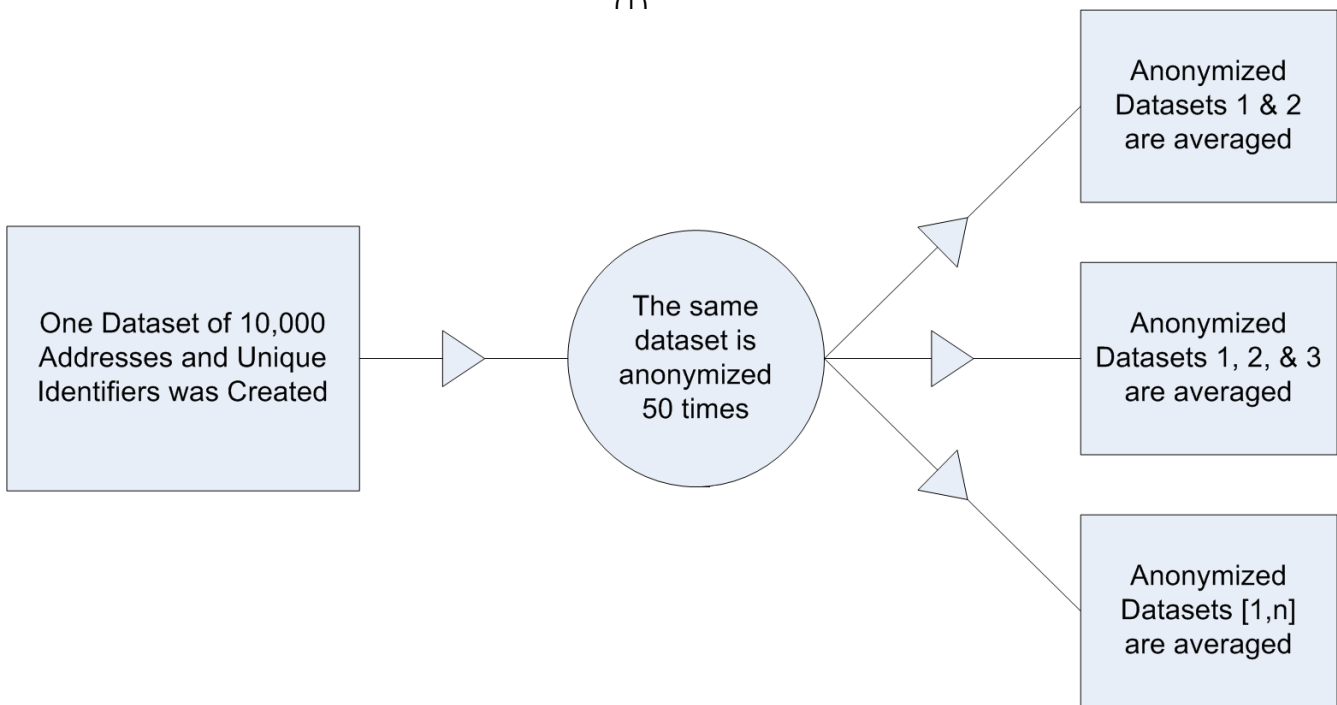 One Dataset of 10,000
Addresses and Unique
Identifiers was Created
The same
dataset is
anonymized
50 times
Anonymized
Datasets 1 & 2
are averaged
Anonymized
Datasets 1, 2, & 3
are averaged
Anonymized
Datasets [1,n]
are averaged